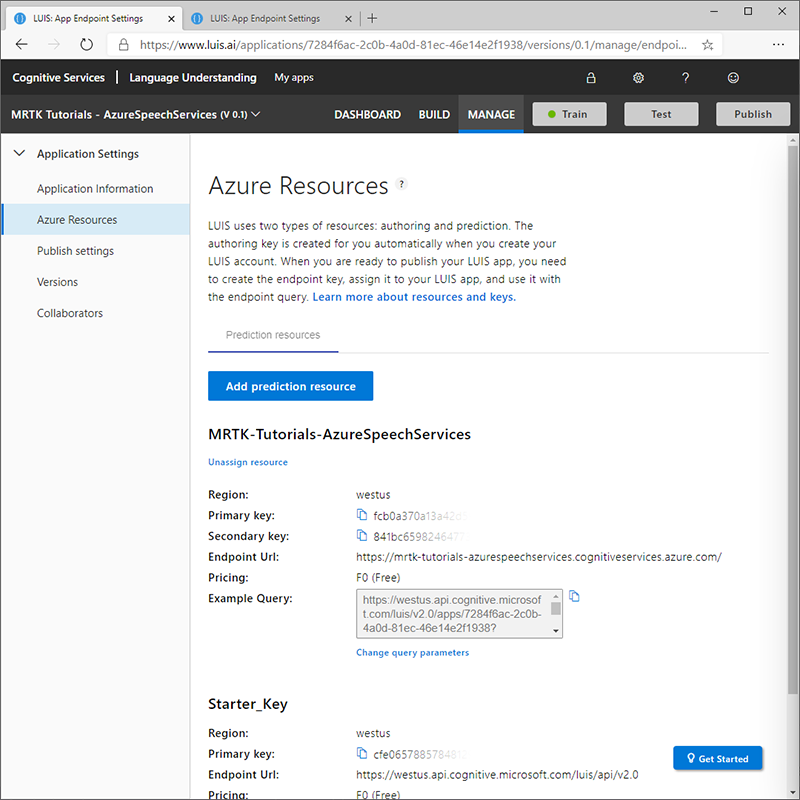 LUIS: App Endpoint Settings
LUIS: App Endpoint Settings
https://www.luis.ai/applications/7284f6ac-2c0b-4a0d-81ec-46e14e2f1938/versions/0.1/manage/endpoi...
Cognitive Services | Language Understanding My apps ?
MRTK Tutorials - AzureSpeechServices (V 0.1) DASHBOARD BUILD MANAGE Train Test Publish
Application Settings
Application Information
Azure Resources
Publish settings
Versions
Collaborators
Azure Resources ?
LUIS uses two types of resources: authoring and prediction. The
authoring key is created for you automatically when you create your
LUIS account. When you are ready to publish your LUIS app, you need
to create the endpoint key, assign it to your LUIS app, and use it with
the endpoint query. Learn more about resources and keys.
Prediction resources
Add prediction resource
MRTK-Tutorials-AzureSpeechServices
Unassign resource
Region: westus
Primary key: fcb0a370a13a42d
Secondary key: 841bc6598246477
Endpoint Url: https://mrtk-tutorials-azurespeechservices.cognitiveservices.azure.com/
Pricing: F0 (Free)
Example Query: https://westus.api.cognitive.microsof
t.com/luis/v2.0/apps/7284f6ac-2c0b-
4a0d-81ec-46e14e2f1938?
Change query parameters
Starter_Key
Region: westus
Primary key: cfe065788578481
Endpoint Url: https://westus.api.cognitive.microsoft.com/luis/api/v2.0
Pricing: F0 (Free)
Get Started